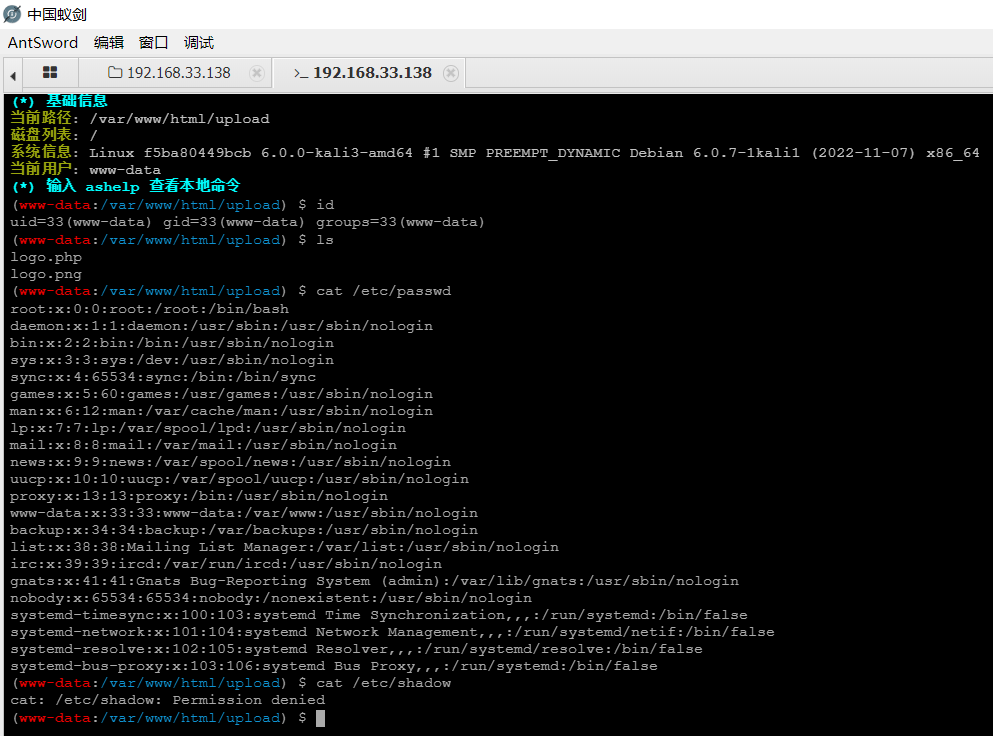 中国蚁剑
AntSword 编辑 窗口 调试
192.168.33.138 >_ 192.168.33.138
(*) 基础信息
当前路径: /var/www/html/upload
磁盘列表: /
系统信息: Linux f5ba80449bcb 6.0.0-kali3-amd64 #1 SMP PREEMPT_DYNAMIC Debian 6.0.7-1kali1 (2022-11-07) x86_64
当前用户: www-data
(*) 输入 ashelp 查看本地命令
(www-data:/var/www/html/upload) $ id
uid=33(www-data) gid=33(www-data) groups=33(www-data)
(www-data:/var/www/html/upload) $ ls
logo.php
logo.png
(www-data:/var/www/html/upload) $ cat /etc/passwd
root:x:0:0:root:/root:/bin/bash
daemon:x:1:1:daemon:/usr/sbin:/usr/sbin/nologin
bin:x:2:2:bin:/bin:/usr/sbin/nologin
sys:x:3:3:sys:/dev:/usr/sbin/nologin
sync:x:4:65534:sync:/bin:/bin/sync
games:x:5:60:games:/usr/games:/usr/sbin/nologin
man:x:6:12:man:/var/cache/man:/usr/sbin/nologin
lp:x:7:7:lp:/var/spool/lpd:/usr/sbin/nologin
mail:x:8:8:mail:/var/mail:/usr/sbin/nologin
news:x:9:9:news:/var/spool/news:/usr/sbin/nologin
uucp:x:10:10:uucp:/var/spool/uucp:/usr/sbin/nologin
proxy:x:13:13:proxy:/bin:/usr/sbin/nologin
www-data:x:33:33:www-data:/var/www:/usr/sbin/nologin
backup:x:34:34:backup:/var/backups:/usr/sbin/nologin
list:x:38:38:Mailing List Manager:/var/list:/usr/sbin/nologin
irc:x:39:39:ircd:/var/run/ircd:/usr/sbin/nologin
gnats:x:41:41:Gnats Bug-Reporting System (admin):/var/lib/gnats:/usr/sbin/nologin
nobody:x:65534:65534:nobody:/nonexistent:/usr/sbin/nologin
systemd-timesync:x:100:103:systemd Time Synchronization,,,:/run/systemd:/bin/false
systemd-network:x:101:104:systemd Network Management,,,:/run/systemd/netif:/bin/false
systemd-resolve:x:102:105:systemd Resolver,,,:/run/systemd/resolve:/bin/false
systemd-bus-proxy:x:103:106:systemd Bus Proxy,,,:/run/systemd:/bin/false
(www-data:/var/www/html/upload) $ cat /etc/shadow
cat: /etc/shadow: Permission denied
(www-data:/var/www/html/upload) $